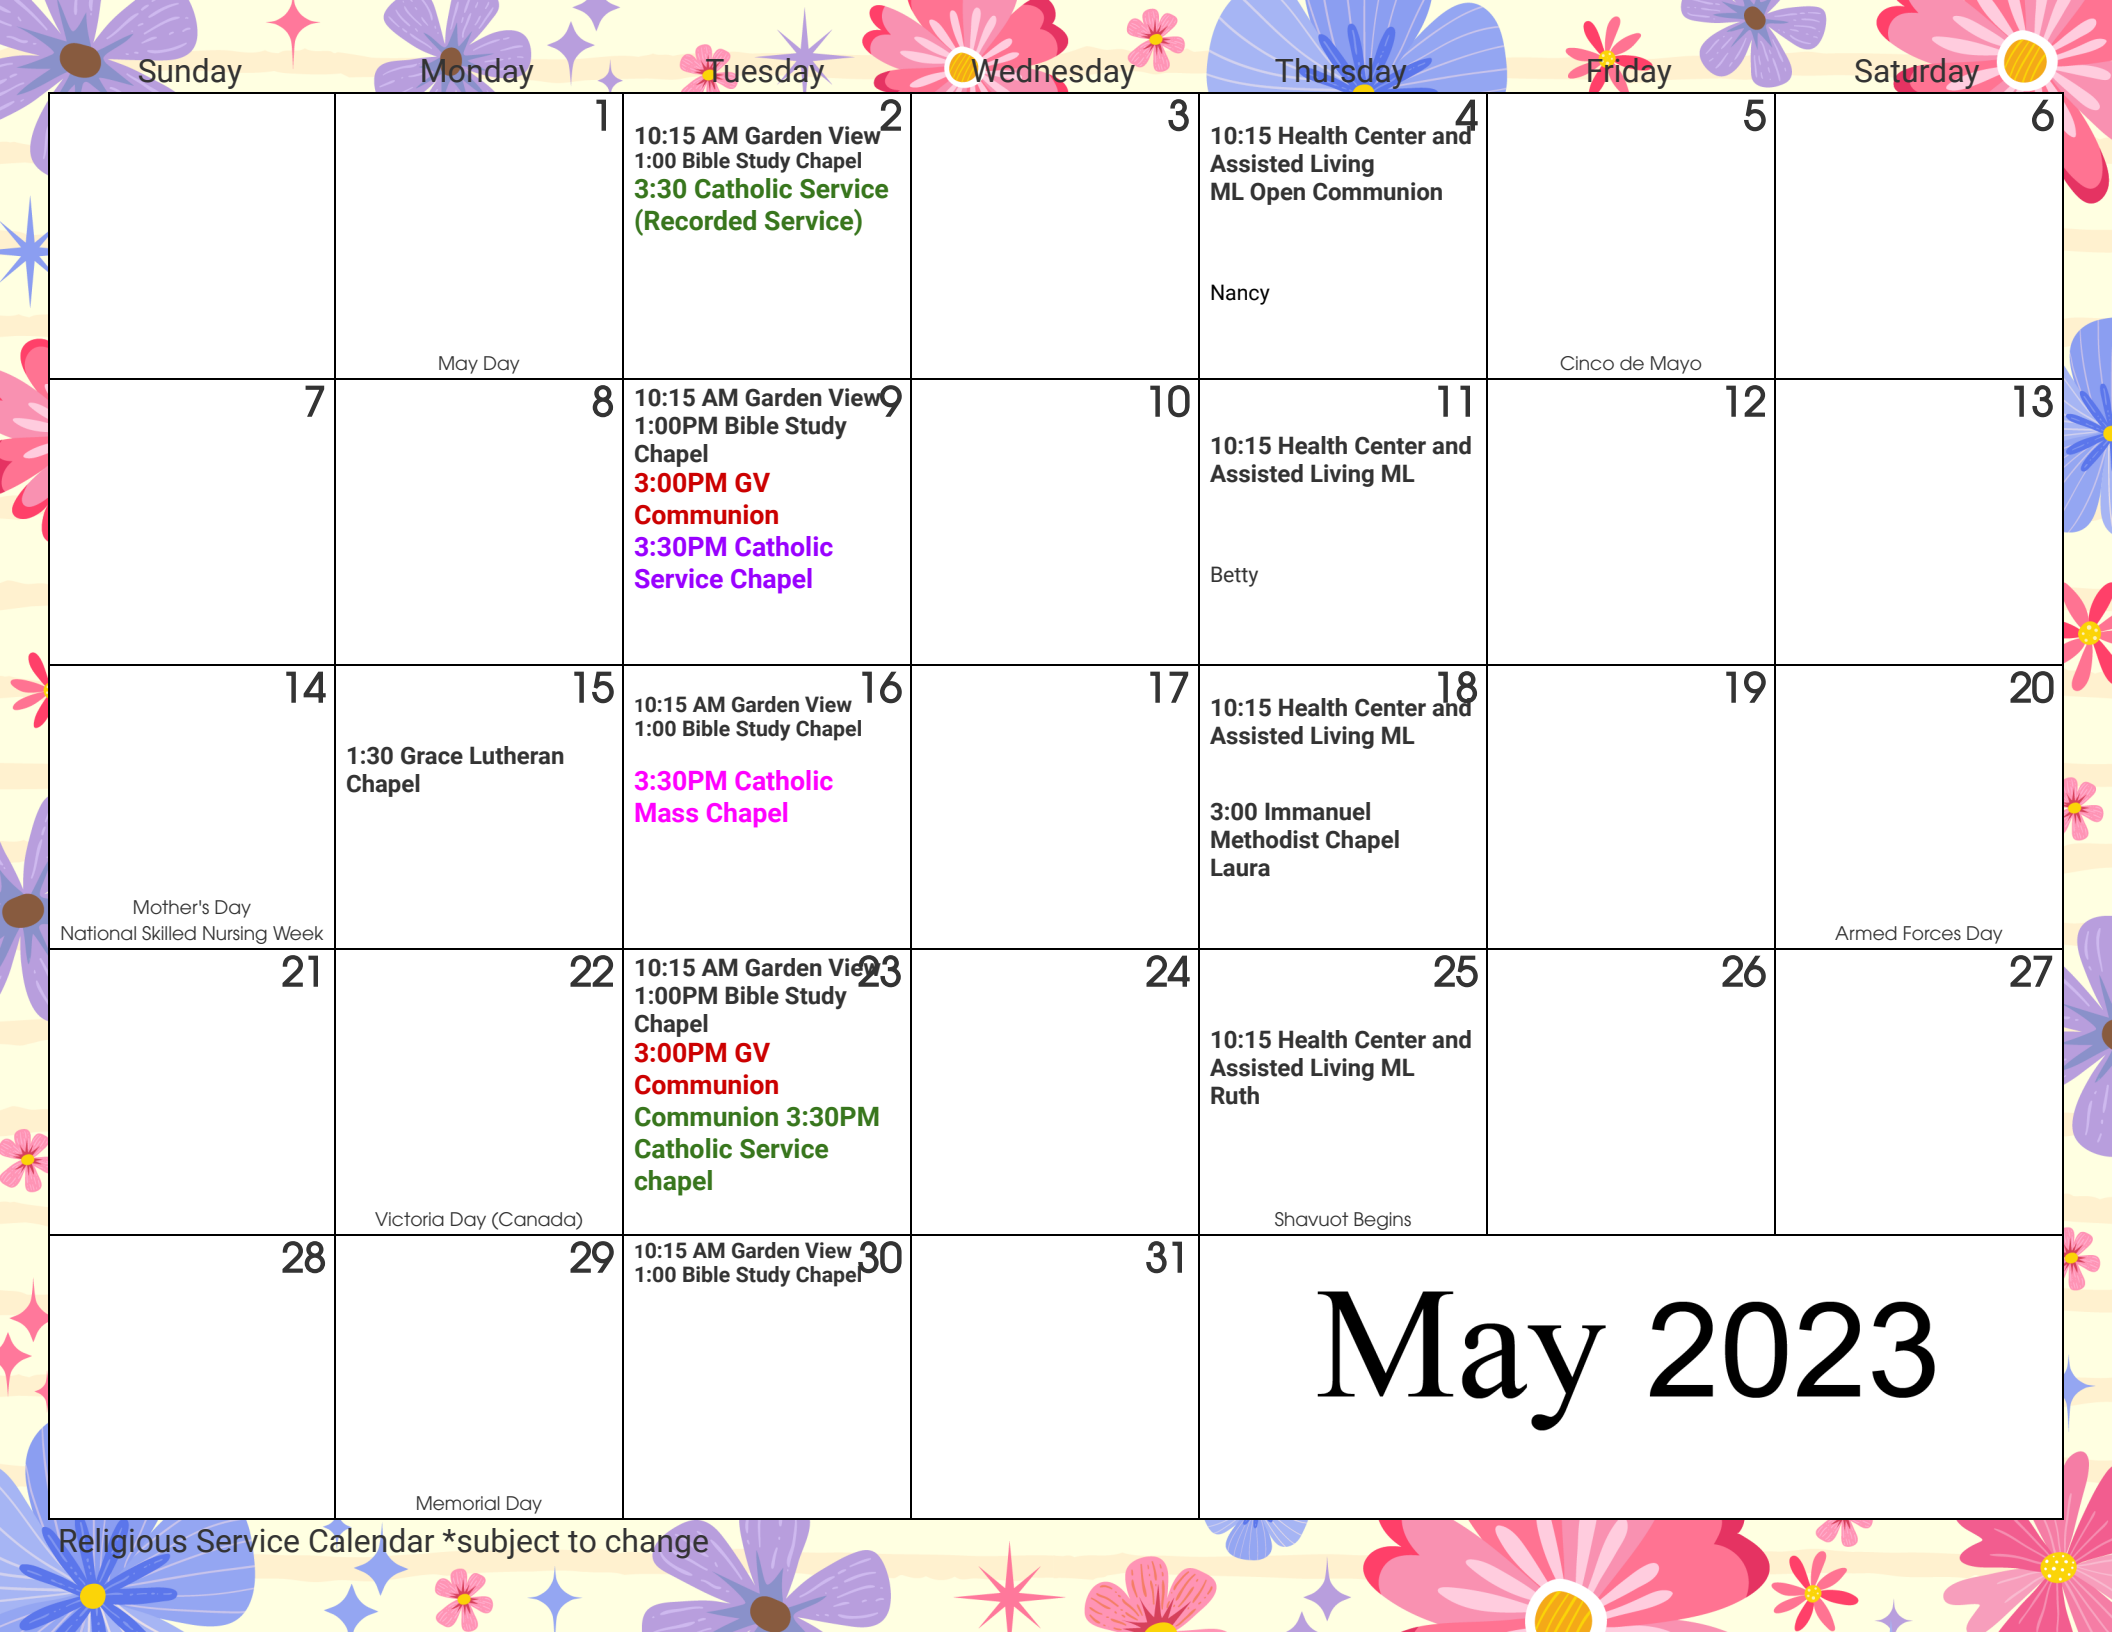 Sunday Monday Tuesday Wednesday Thursday Friday Saturday
1
May Day
2
10:15 AM Garden View
1:00 Bible Study Chapel
3:30 Catholic Service
(Recorded Service)
3
4
10:15 Health Center and
Assisted Living
ML Open Communion
Nancy
5
Cinco de Mayo
6
7
8
9
10:15 AM Garden View
1:00PM Bible Study
Chapel
3:00PM GV
Communion
3:30PM Catholic
Service Chapel
10
11
10:15 Health Center and
Assisted Living ML
Betty
12
13
14
Mother's Day
National Skilled Nursing Week
15
1:30 Grace Lutheran
Chapel
16
10:15 AM Garden View
1:00 Bible Study Chapel
3:30PM Catholic
Mass Chapel
17
18
10:15 Health Center and
Assisted Living ML
3:00 Immanuel
Methodist Chapel
Laura
19
20
Armed Forces Day
21
22
Victoria Day (Canada)
23
10:15 AM Garden View
1:00PM Bible Study
Chapel
3:00PM GV
Communion
Communion 3:30PM
Catholic Service
chapel
24
25
10:15 Health Center and
Assisted Living ML
Ruth
Shavuot Begins
26
27
28
29
Memorial Day
30
10:15 AM Garden View
1:00 Bible Study Chapel
31
May 2023
Religious Service Calendar *subject to change